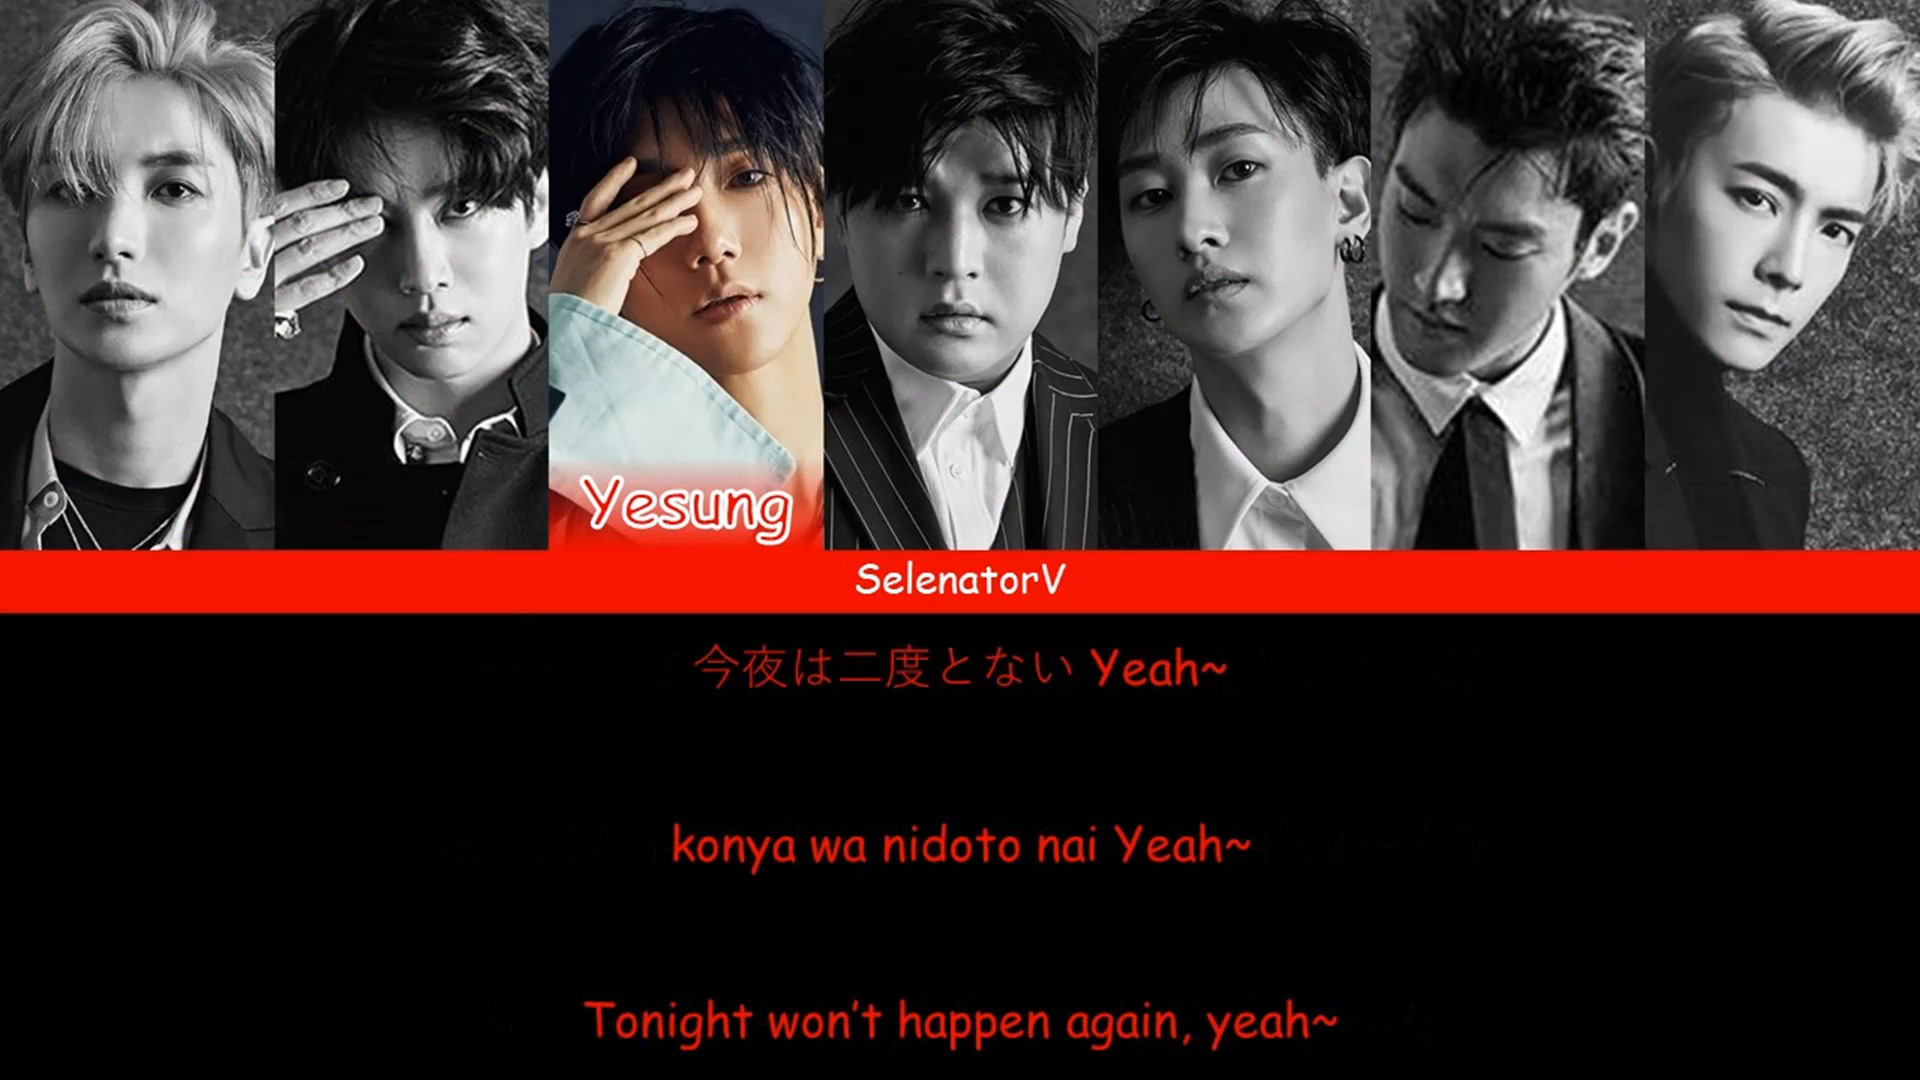 Yesung
SelenatorV
今夜は二度とない Yeah~
konya wa nidoto nai Yeah~
Tonight won't happen again, yeah~